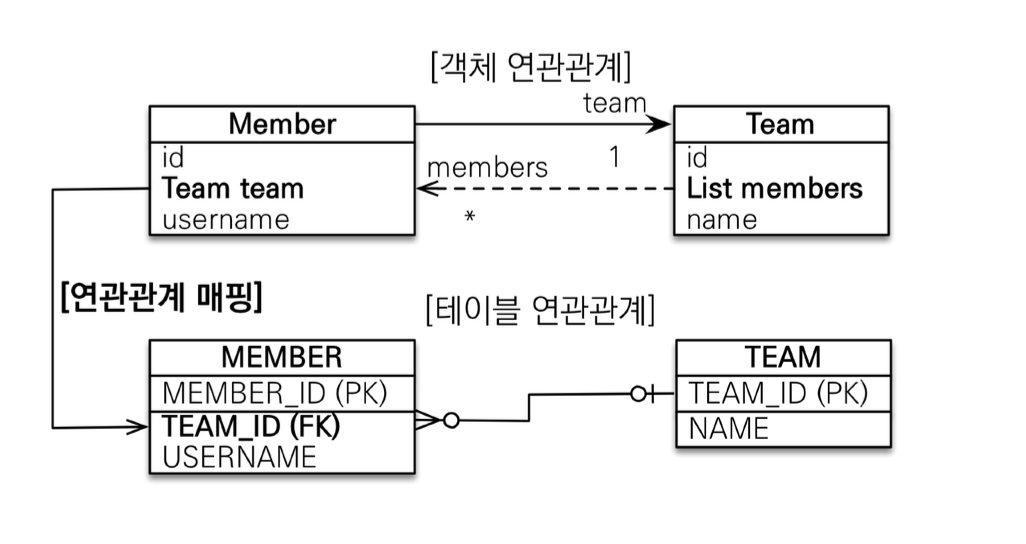 [객체 연관관계]
team
Member
Team
id
Team team
username
members
1
*
id
List members
name
[연관관계 매핑]
[테이블 연관관계]
MEMBER
MEMBER_ID (PK)
TEAM_ID (FK)
USERNAME
TEAM
TEAM_ID (PK)
NAME